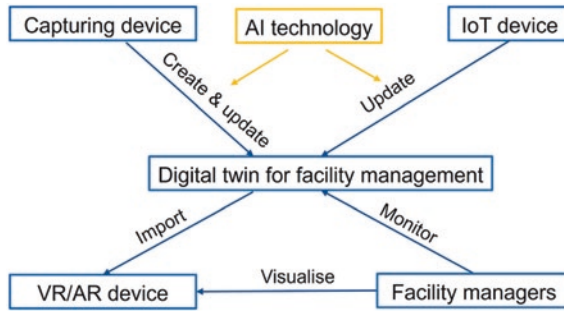 Capturing device
AI technology
IoT device
Create & update
Update
Digital twin for facility management
Import
Monitor
Visualise
VR/AR device
Facility managers